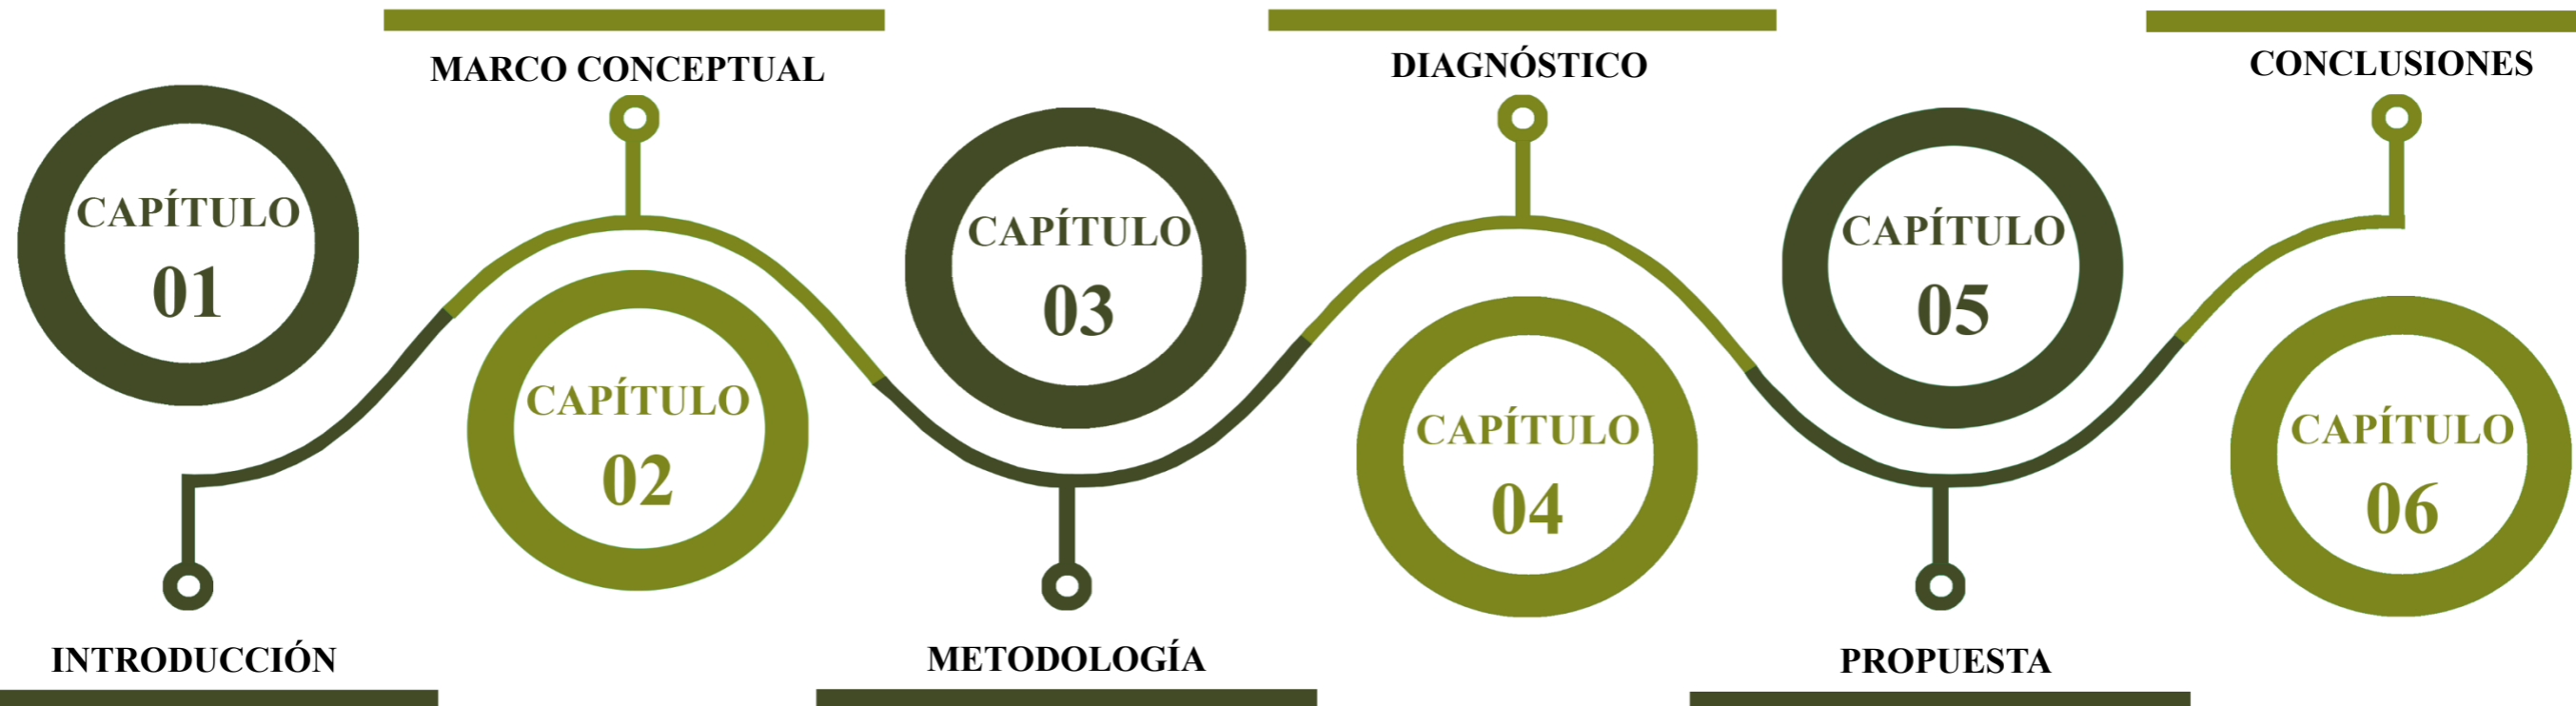 CAPÍTULO
01
INTRODUCCIÓN
MARCO CONCEPTUAL
CAPÍTULO
02
CAPÍTULO
03
METODOLOGÍA
DIAGNÓSTICO
CAPÍTULO
04
CAPÍTULO
05
PROPUESTA
CONCLUSIONES
CAPÍTULO
06